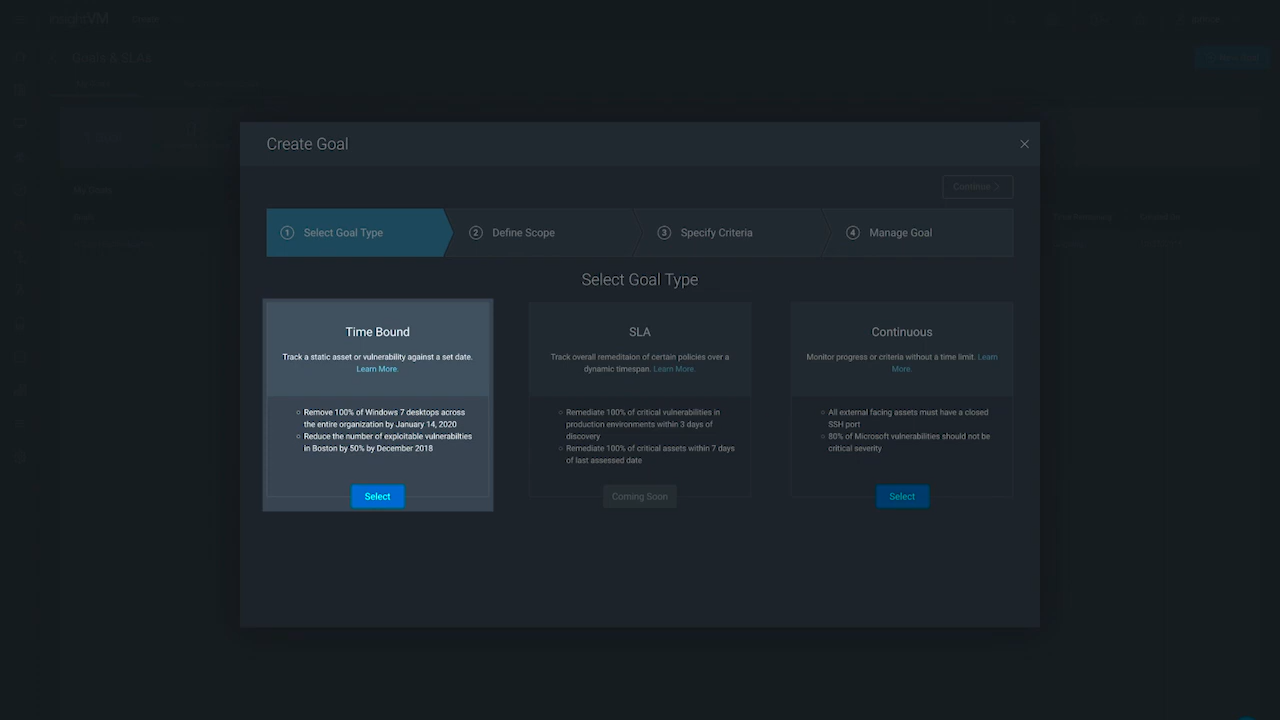 insightVM Create
Goals & SLAs
Create Goal
Continue
1 Select Goal Type
2 Define Scope
3 Specify Criteria
4 Manage Goal
Select Goal Type
Time Bound
Track a static asset or vulnerability against a set date.
Learn More.
Remove 100% of Windows 7 desktops across
the entire organization by January 14, 2020
Reduce the number of exploitable vulnerabilties
in Boston by 50% by December 2018
Select
SLA
Track overall remeditaion of certain policies over a
dynamic timespan. Learn More.
Remediate 100% of critical vulnerabilities in
production environments within 3 days of
discovery
Remediate 100% of critical assets within 7 days
of last assessed date
Coming Soon
Continuous
Monitor progress or criteria without a time limit. Learn
More.
All external facing assets must have a closed
SSH port
80% of Microsoft vulnerabilities should not be
critical severity
Select